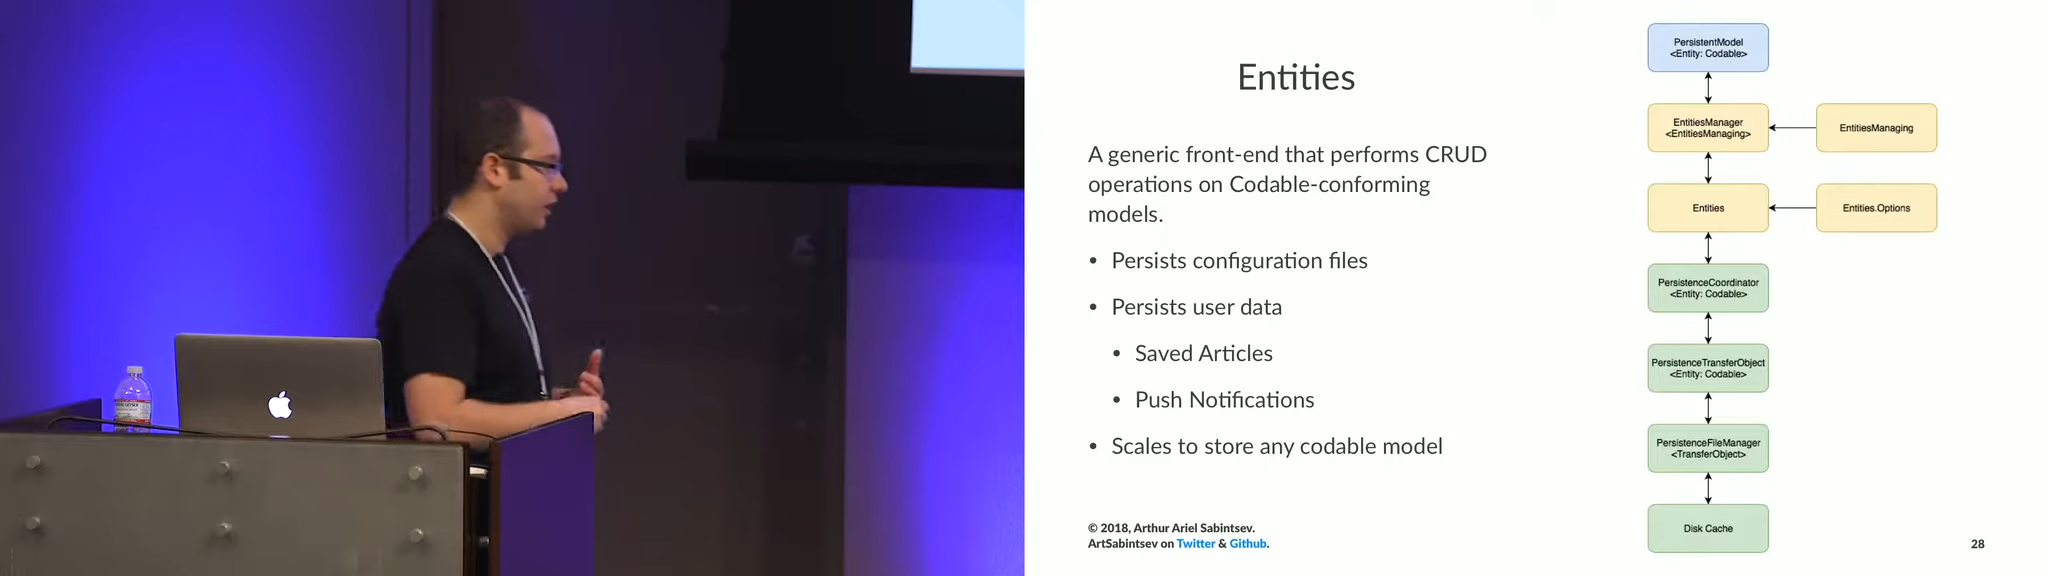 Entities
A generic front-end that performs CRUD
operations on Codable-conforming
models.
• Persists configuration files
• Persists user data
• Saved Articles
• Push Notifications
• Scales to store any codable model
© 2018, Arthur Ariel Sabintsev.
ArtSabintsev on Twitter & Github.
PersistentModel
<Entity: Codable>
EntitiesManager
<EntitiesManaging>
EntitiesManaging
Entities
Entities.Options
PersistenceCoordinator
<Entity: Codable>
PersistenceTransferObject
<Entity: Codable>
PersistenceFileManager
<TransferObject>
Disk Cache
28